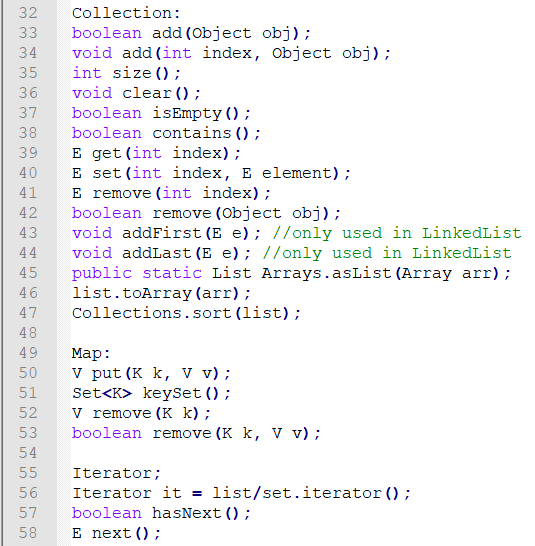 32 Collection:
33 boolean add(Object obj);
34 void add(int index, Object obj);
35 int size();
36 void clear();
37 boolean isEmpty();
38 boolean contains();
39 E get(int index);
40 E set(int index, E element);
41 E remove(int index);
42 boolean remove(Object obj);
43 void addFirst(E e); //only used in LinkedList
44 void addLast(E e); //only used in LinkedList
45 public static List Arrays.asList(Array arr);
46 list.toArray(arr);
47 Collections.sort(list);
48
49 Map:
50 V put(K k, V v);
51 Set<K> keySet();
52 V remove(K k);
53 boolean remove(K k, V v);
54
55 Iterator;
56 Iterator it = list/set.iterator();
57 boolean hasNext();
58 E next();